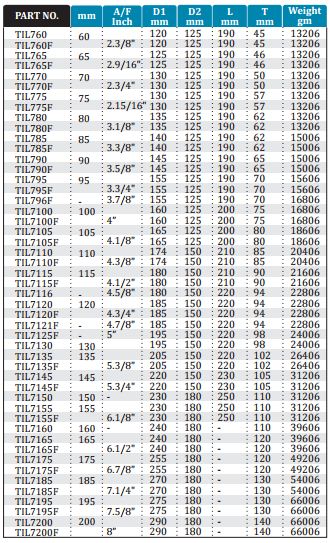 PART NO. mm A/F Inch D1 mm D2 mm L mm T mm Weight gm
TIL760 60 120 125 190 45 13206
TIL760F 2.3/8" 120 125 190 45 13206
TIL765 65 125 125 190 46 13206
TIL765F 2.9/16" 125 125 190 46 13206
TIL770 70 130 125 190 50 13206
TIL770F 2.3/4" 130 125 190 50 13206
TIL775 75 130 125 190 57 13206
TIL775F 2.15/16" 130 125 190 57 13206
TIL780 80 135 125 190 62 13206
TIL780F 3.1/8" 135 125 190 62 13206
TIL785 85 140 125 190 62 15006
TIL785F 3.3/8" 140 125 190 62 15006
TIL790 90 145 125 190 65 15006
TIL790F 3.5/8" 145 125 190 65 15006
TIL795 95 155 125 190 70 15606
TIL795F 3.3/4" 155 125 190 70 15606
TIL796F - 3.7/8" 155 125 190 70 16806
TIL7100 100 160 125 200 75 16806
TIL7100F 4" 160 125 200 75 16806
TIL7105 105 165 125 200 80 18606
TIL7105F 4.1/8" 165 125 200 80 18606
TIL7110 110 174 150 210 85 20406
TIL7110F 4.3/8" 174 150 210 85 20406
TIL7115 115 180 150 210 90 21606
TIL7115F 4.1/2" 180 150 210 90 21606
TIL7116 - 4.5/8" 180 150 220 94 22806
TIL7120 120 185 150 220 94 22806
TIL7120F 4.3/4" 185 150 220 94 22806
TIL7121F - 4.7/8" 185 150 220 94 22806
TIL7125F - 5" 195 150 220 98 24006
TIL7130 130 195 150 220 98 24006
TIL7135 135 205 150 220 102 26406
TIL7135F 5.3/8" 205 150 220 102 26406
TIL7145 145 220 150 230 105 31206
TIL7145F 5.3/4" 220 150 230 105 31206
TIL7150 150 - 230 180 250 110 31206
TIL7155 155 230 180 250 110 31206
TIL7155F 6.1/8" 230 180 250 110 31206
TIL7160 160 - 240 180 - 110 39606
TIL7165 165 240 180 - 120 39606
TIL7165F 6.1/2" 240 180 - 120 39606
TIL7175 175 255 180 - 120 49206
TIL7175F 6.7/8" 255 180 - 120 49206
TIL7185 185 270 180 - 130 54006
TIL7185F 7.1/4" 270 180 - 130 54006
TIL7195 195 275 180 - 130 66006
TIL7195F 7.5/8" 275 180 - 130 66006
TIL7200 200 290 180 - 140 66006
TIL7200F 8" 290 180 - 140 66006